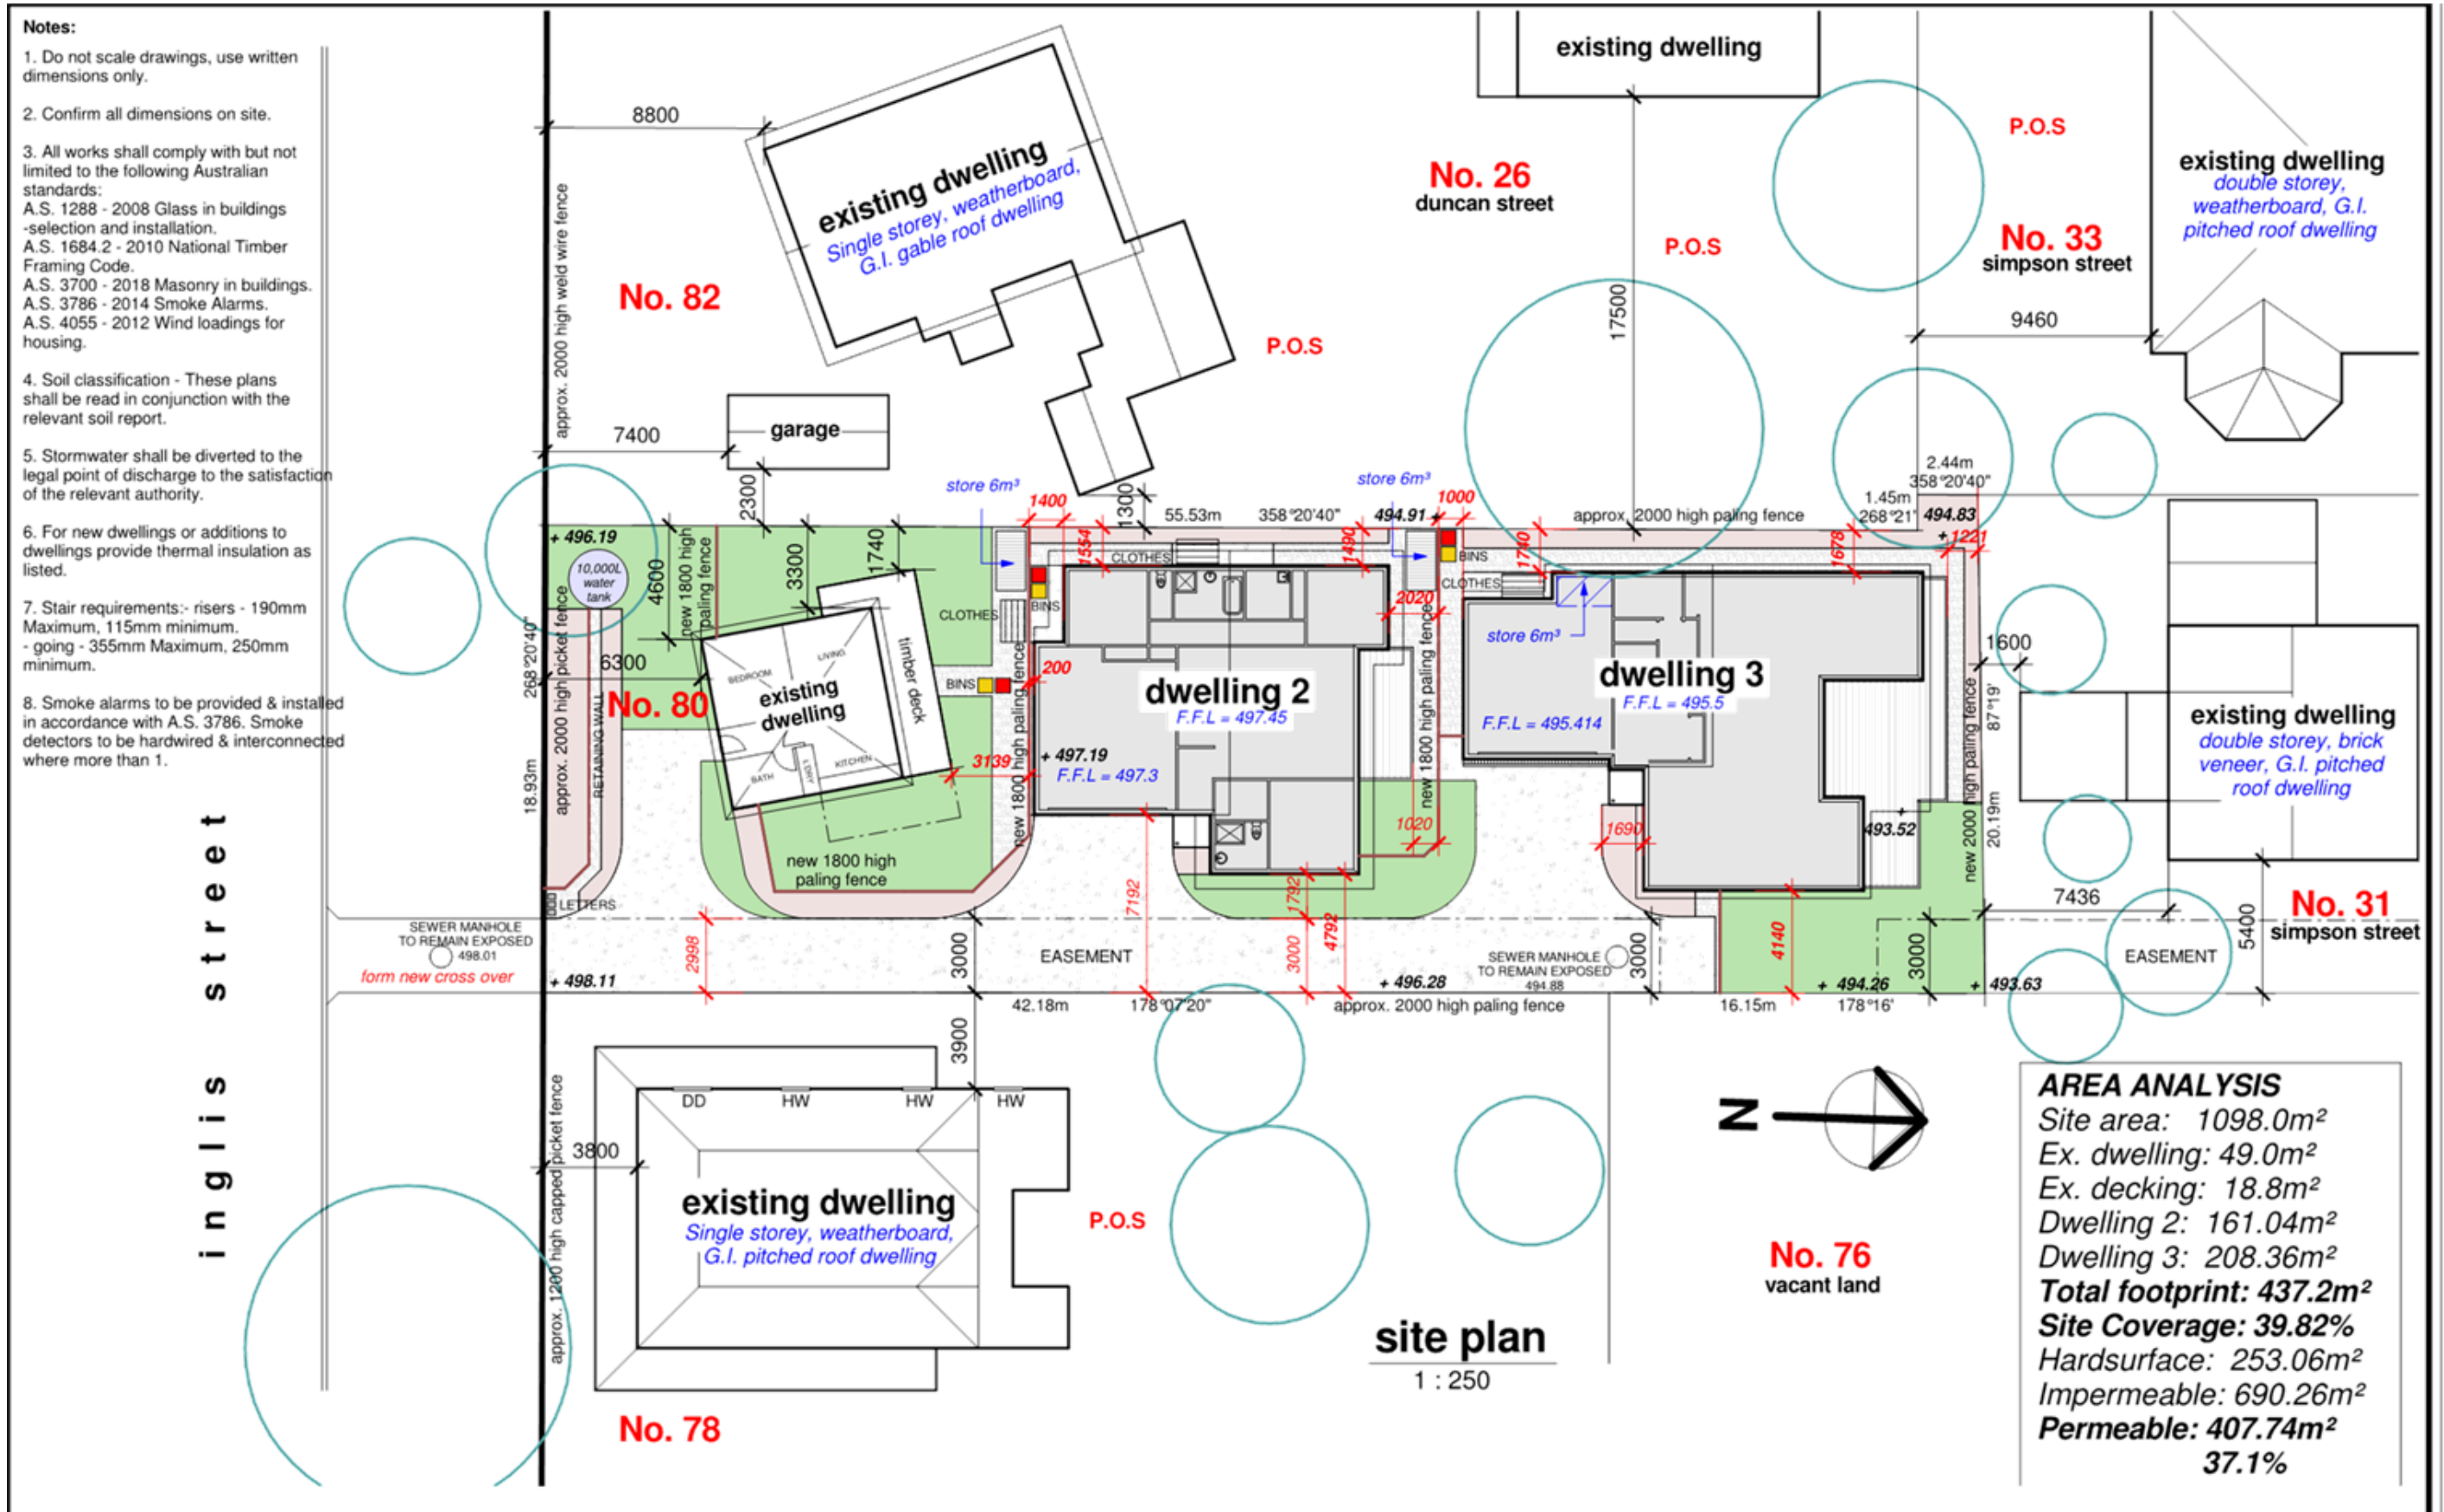 Notes:
1. Do not scale drawings, use written
dimensions only.
2. Confirm all dimensions on site.
3. All works shall comply with but not
limited to the following Australian
standards:
A.S. 1288 - 2008 Glass in buildings
-selection and installation.
A.S. 1684.2 - 2010 National Timber
Framing Code.
A.S. 3700 - 2018 Masonry in buildings.
A.S. 3786 - 2014 Smoke Alarms.
A.S. 4055 - 2012 Wind loadings for
housing.
4. Soil classification - These plans
shall be read in conjunction with the
relevant soil report.
5. Stormwater shall be diverted to the
legal point of discharge to the satisfaction
of the relevant authority.
6. For new dwellings or additions to
dwellings provide thermal insulation as
listed.
7. Stair requirements:- risers - 190mm
Maximum, 115mm minimum.
- going - 355mm Maximum, 250mm
minimum.
8. Smoke alarms to be provided & installed
in accordance with A.S. 3786. Smoke
detectors to be hardwired & interconnected
where more than 1.
inglis street
8800
approx. 2000 high weld wire fence
existing dwelling
Single storey, weatherboard,
G.I. gable roof dwelling
No. 82
P.O.S
garage
7400
2300
1300
existing dwelling
No. 26
duncan street
P.O.S
17500
P.O.S
No. 33
simpson street
existing dwelling
double storey,
weatherboard, G.I.
pitched roof dwelling
9460
2.44m
358°20'40"
1.45m
268°21'
494.83
1221
store 6m³
1400
55.53m
358°20'40"
store 6m³
494.91
1000
approx. 2000 high paling fence
+ 496.19
10,000L
water
tank
4600
new 1800 high
paling fence
3300
1740
1554
CLOTHES
1490
BINS
1740
1678
CLOTHES
BINS
CLOTHES
2020
268°20'40"
18.93m
approx. 2000 high picket fence
RETAINING WALL
6300
No. 80
BEDROOM
LIVING
existing
dwelling
BATH
L'DRY
KITCHEN
timber deck
BINS
200
3139
new 1800 high paling fence
dwelling 2
F.F.L = 497.45
+ 497.19
F.F.L = 497.3
new 1800 high paling fence
1020
store 6m³
dwelling 3
F.F.L = 495.5
F.F.L = 495.414
1690
493.52
new 2000 high paling fence
1600
87°19'
20.19m
existing dwelling
double storey, brick
veneer, G.I. pitched
roof dwelling
7436
5400
No. 31
simpson street
EASEMENT
new 1800 high
paling fence
LETTERS
SEWER MANHOLE
TO REMAIN EXPOSED
498.01
form new cross over
+ 498.11
2998
3000
EASEMENT
7192
1792
3000
4792
SEWER MANHOLE
TO REMAIN EXPOSED
494.88
3000
4140
3000
+ 496.28
+ 494.26
+ 493.63
42.18m
178°07'20"
approx. 2000 high paling fence
16.15m
178°16'
3900
approx. 1200 high capped picket fence
DD
HW
HW
HW
3800
existing dwelling
Single storey, weatherboard,
G.I. pitched roof dwelling
P.O.S
No. 78
N
No. 76
vacant land
site plan
1 : 250
AREA ANALYSIS
Site area: 1098.0m²
Ex. dwelling: 49.0m²
Ex. decking: 18.8m²
Dwelling 2: 161.04m²
Dwelling 3: 208.36m²
Total footprint: 437.2m²
Site Coverage: 39.82%
Hardsurface: 253.06m²
Impermeable: 690.26m²
Permeable: 407.74m²
37.1%